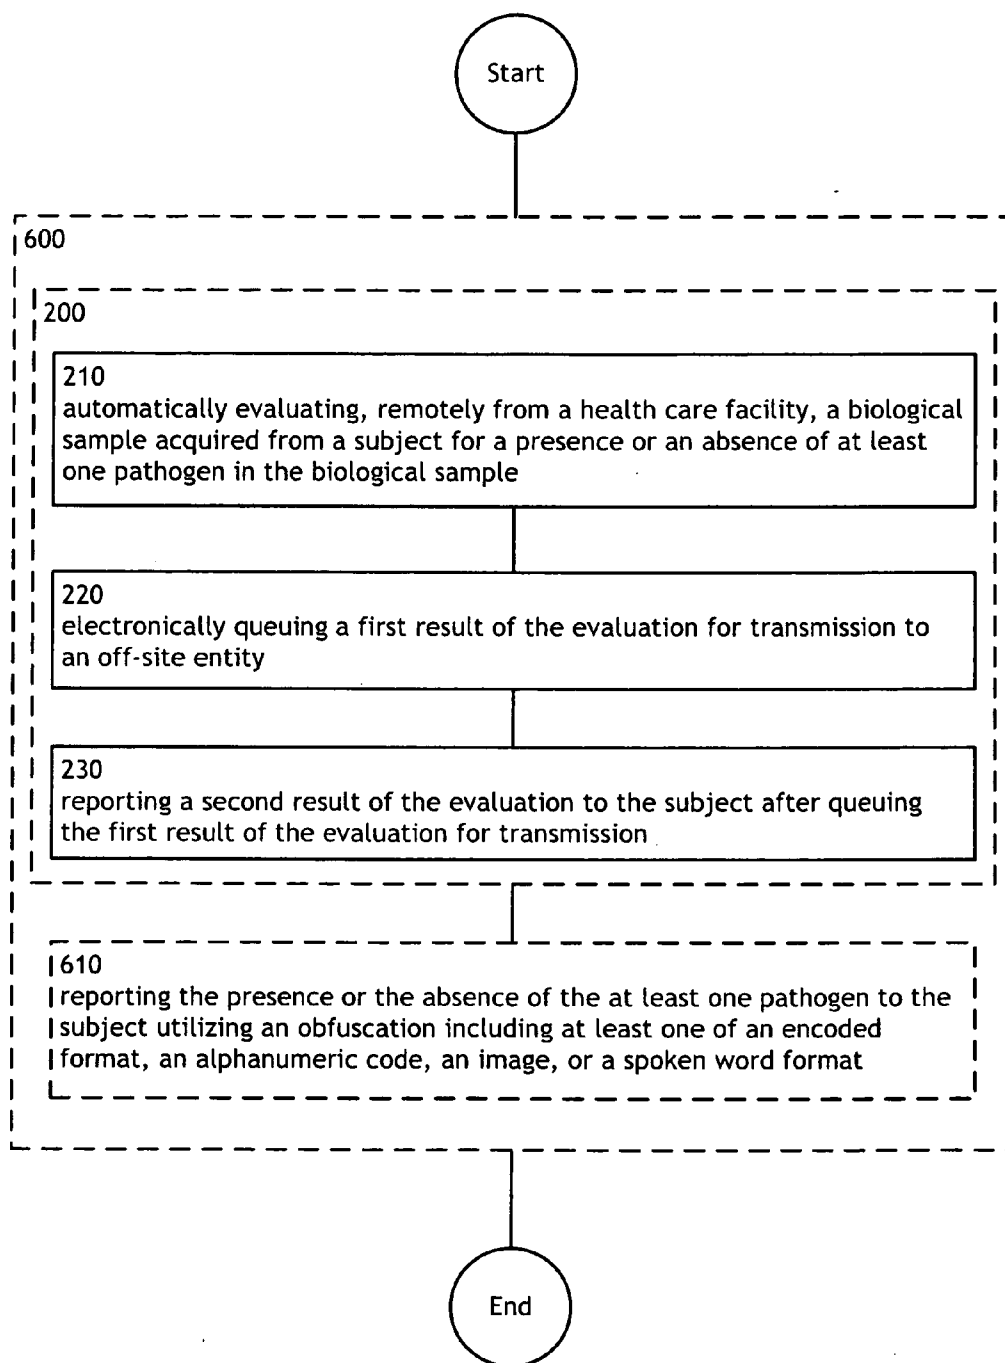 Start
600
200
210
automatically evaluating, remotely from a health care facility, a biological
sample acquired from a subject for a presence or an absence of at least
one pathogen in the biological sample
220
electronically queuing a first result of the evaluation for transmission to
an off-site entity
230
reporting a second result of the evaluation to the subject after queuing
the first result of the evaluation for transmission
610
reporting the presence or the absence of the at least one pathogen to the
subject utilizing an obfuscation including at least one of an encoded
format, an alphanumeric code, an image, or a spoken word format
End